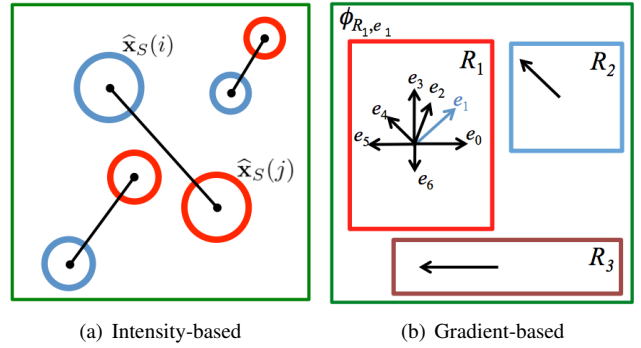 x̂_S(i)
x̂_S(j)
(a) Intensity-based
ϕ_{R_1,e_1}
R_1
R_2
e_3
e_2
e_1
e_4
e_5
e_0
e_6
R_3
(b) Gradient-based